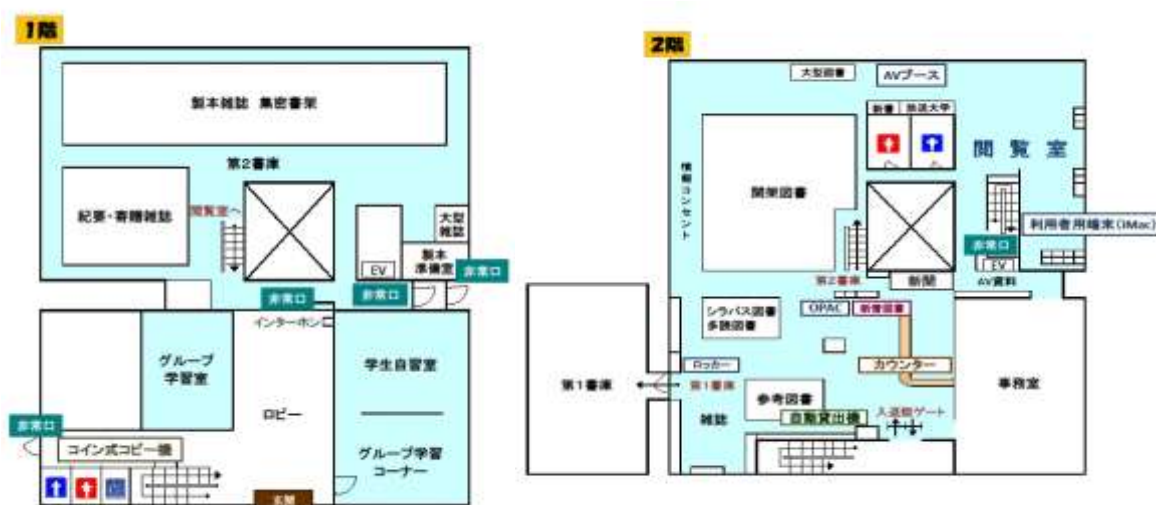 1階
製本雑誌 集密書架
第2書庫
紀要・寄贈雑誌
閲覧室へ
大型
雑誌
製本
準備室
EV
非常口
非常口
非常口
インターホン
グループ
学習室
学生自習室
ロビー
非常口
コイン式コピー機
グループ学習
コーナー
玄関
2階
大型図書
AVブース
新書
放送大学
閲覧室
情報コンセント
開架図書
利用者用端末(iMac)
非常口
EV
AV資料
第2書庫
新聞
シラバス図書
多読図書
OPAC
新着図書
ロッカー
カウンター
第1書庫
第1書庫
参考図書
事務室
雑誌
自動貸出機
入退館ゲート